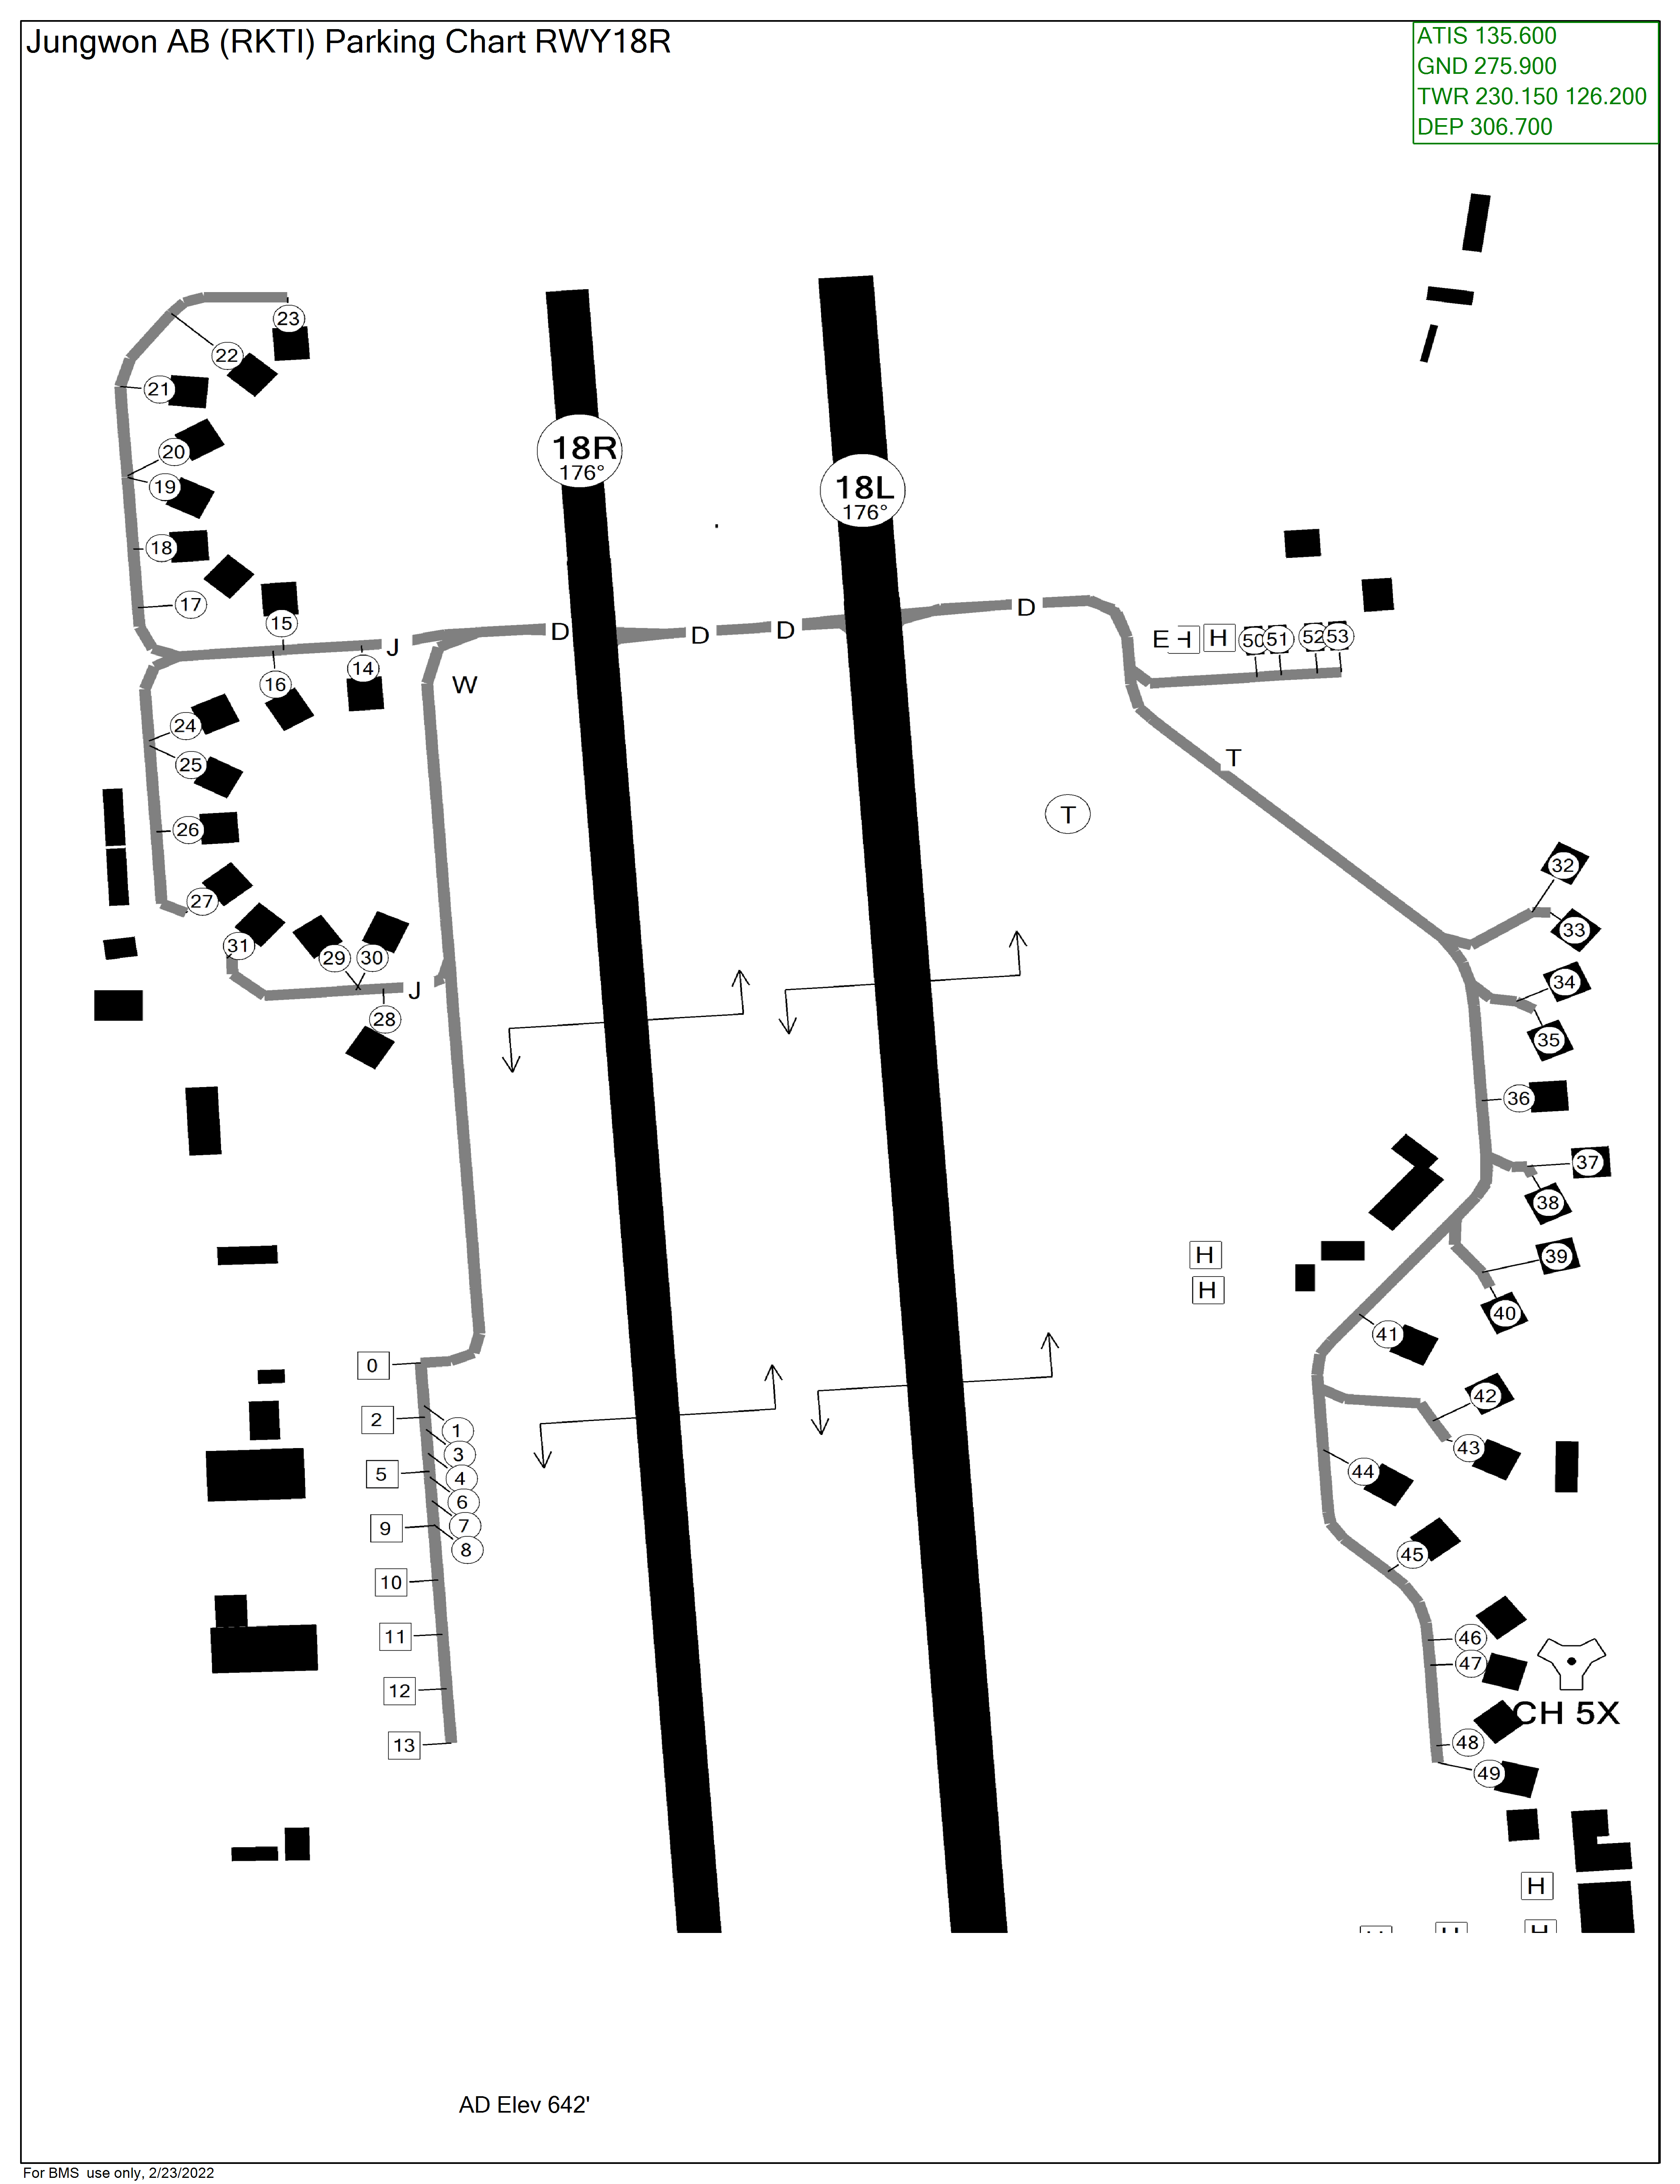 Jungwon AB (RKTI) Parking Chart RWY18R
ATIS 135.600
GND 275.900
TWR 230.150 126.200
DEP 306.700
23
22
21
20
19
18
17
15
16
14
J
18R
176°
18L
176°
D
D
D
D
W
E H H 50 51 52 53
T
T
24
25
26
27
31
29
30
28
J
32
33
34
35
36
37
38
39
40
H
H
41
42
43
44
45
46
47
48
49
CH 5X
0
2
1
3
4
5
6
7
9
8
10
11
12
13
H
H
H
H
AD Elev 642'
For BMS use only, 2/23/2022